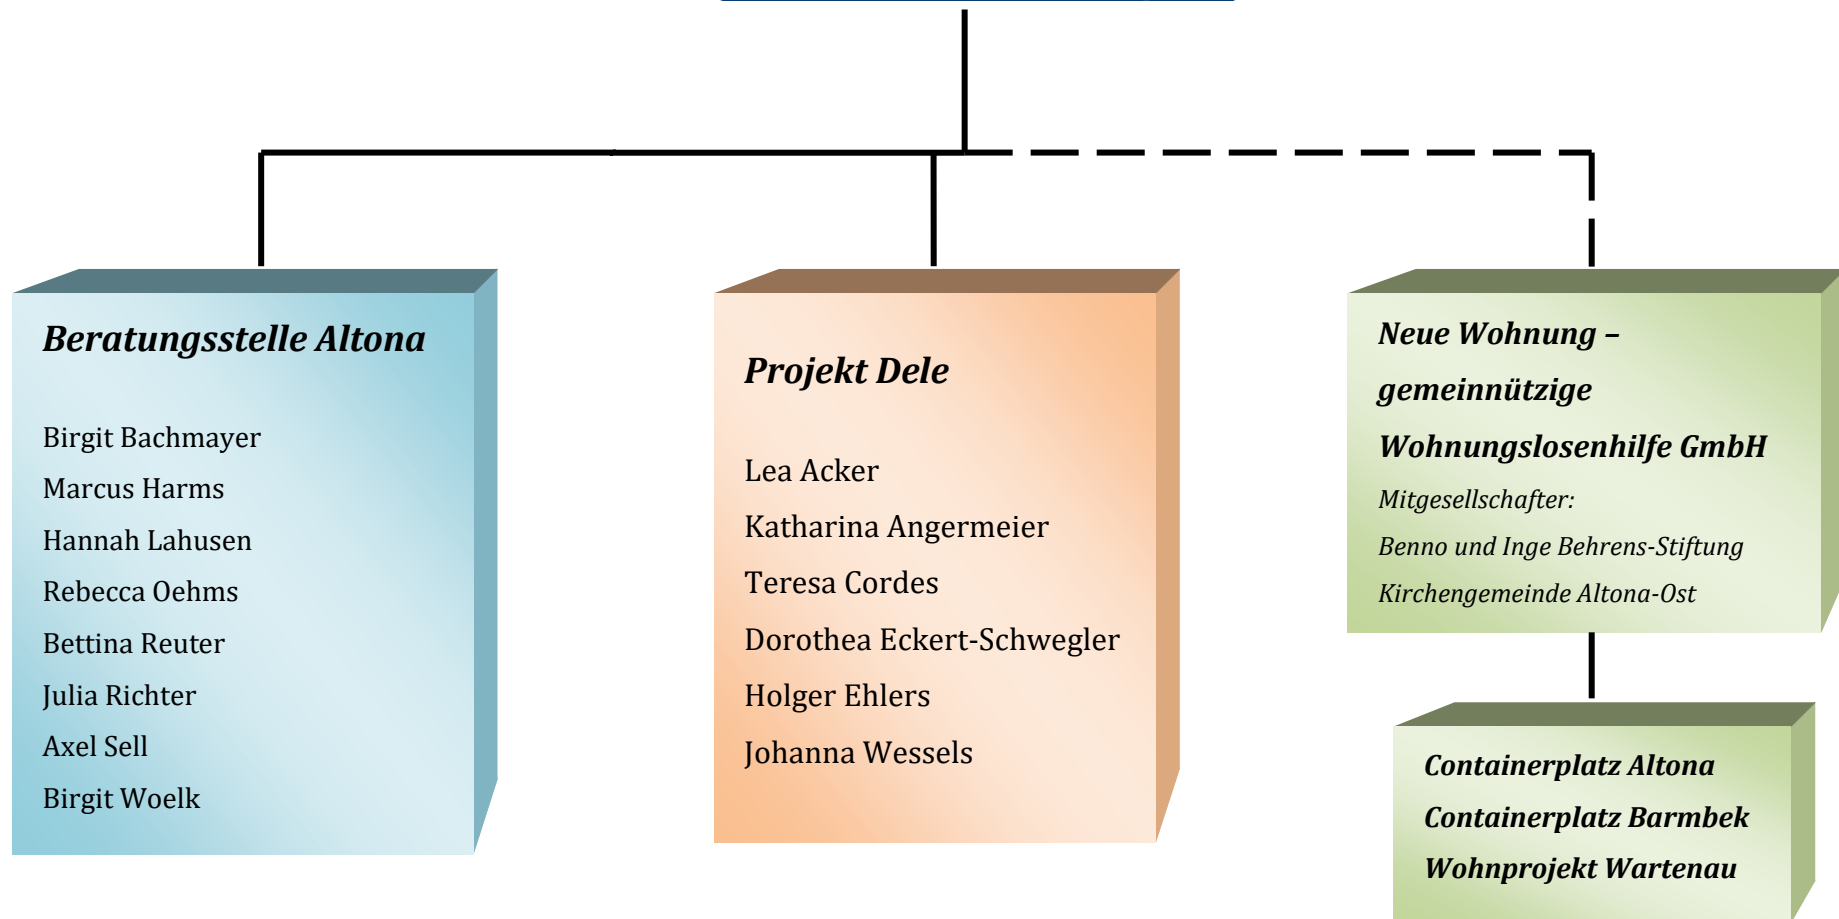 Beratungsstelle Altona
Birgit Bachmayer
Marcus Harms
Hannah Lahusen
Rebecca Oehms
Bettina Reuter
Julia Richter
Axel Sell
Birgit Woelk
Projekt Dele
Lea Acker
Katharina Angermeier
Teresa Cordes
Dorothea Eckert-Schwegler
Holger Ehlers
Johanna Wessels
Neue Wohnung –
gemeinnützige
Wohnungslosenhilfe GmbH
Mitgesellschafter:
Benno und Inge Behrens-Stiftung
Kirchengemeinde Altona-Ost
Containerplatz Altona
Containerplatz Barmbek
Wohnprojekt Wartenau